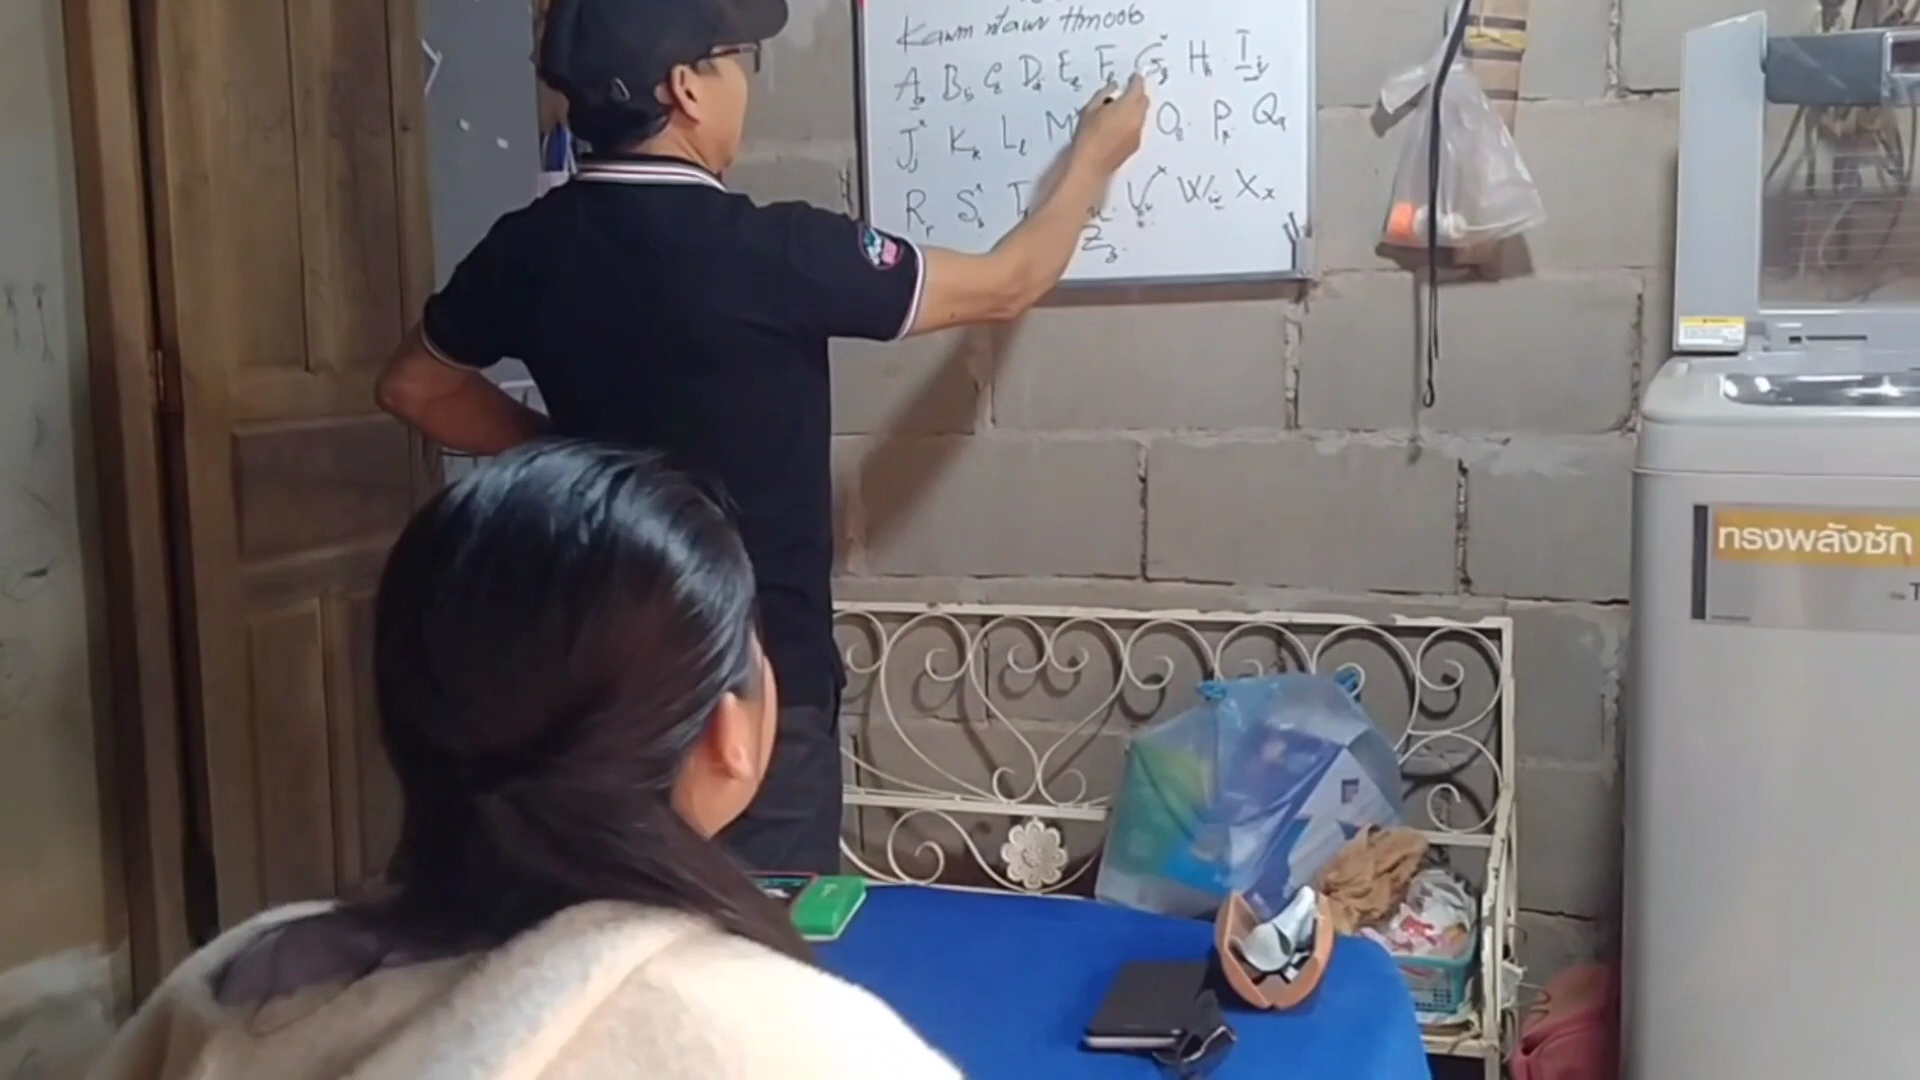 Kawm ntawv Hmoob
A a B b C c D d E e F f G g H h I i
J j K k L l M O o P p Q q
R r S s T u V v W w X x
Z z
ทรงพลังซัก